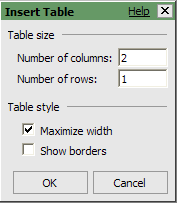 Insert Table Help
Table size
Number of columns: 2
Number of rows: 1
Table style
Maximize width
Show borders
OK Cancel